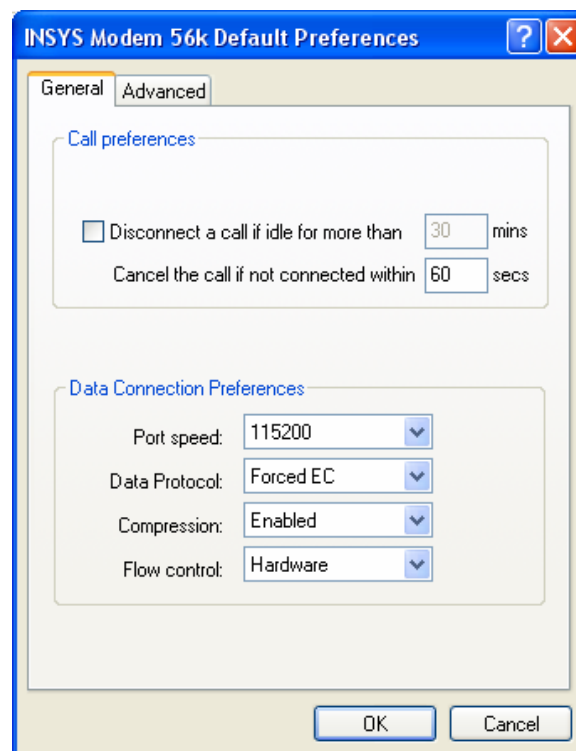 INSYS Modem 56k Default Preferences
General Advanced
Call preferences
Disconnect a call if idle for more than 30 mins
Cancel the call if not connected within 60 secs
Data Connection Preferences
Port speed: 115200
Data Protocol: Forced EC
Compression: Enabled
Flow control: Hardware
OK Cancel